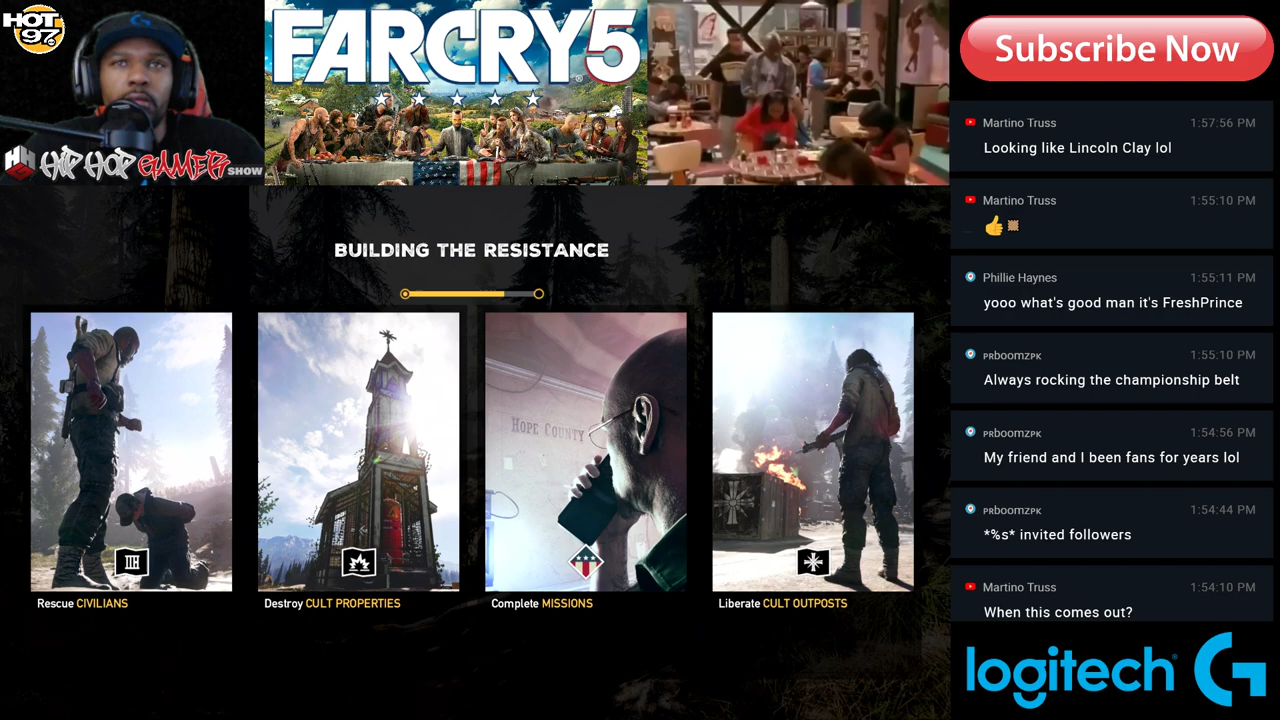 HOT
97
HIP HOP GAMER SHOW
FARCRY5
Subscribe Now
Martino Truss
1:57:56 PM
Looking like Lincoln Clay lol
Martino Truss
1:55:10 PM
Phillie Haynes
1:55:11 PM
yooo what's good man it's FreshPrince
PRBOOMZPK
1:55:10 PM
Always rocking the championship belt
PRBOOMZPK
1:54:56 PM
My friend and I been fans for years lol
PRBOOMZPK
1:54:44 PM
*%s* invited followers
Martino Truss
1:54:10 PM
When this comes out?
logitech G
BUILDING THE RESISTANCE
HOPE COUNTY
Rescue CIVILIANS
Destroy CULT PROPERTIES
Complete MISSIONS
Liberate CULT OUTPOSTS